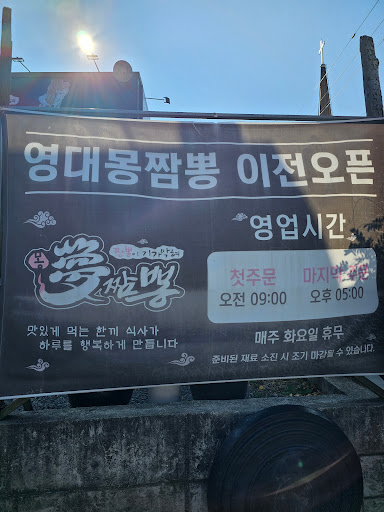 영대몽짬뽕 이전오픈
영업시간
첫주문
마지막주문
오전 09:00
오후 05:00
몽
夢
짬뽕
맛있게 먹는 한끼 식사가
하루를 행복하게 만듭니다
매주 화요일 휴무
준비된 재료 소진 시 조기 마감될 수 있습니다.